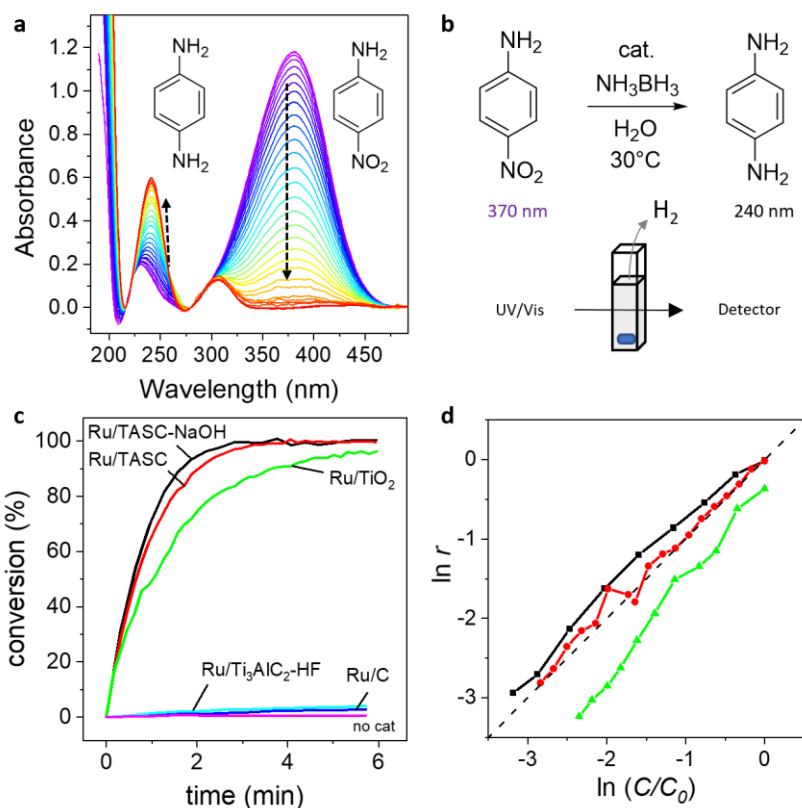 a
NH₂
NH₂
NH₂
NO₂
1.2
1.0
0.8
0.6
0.4
0.2
0.0
Absorbance
200 250 300 350 400 450
Wavelength (nm)
b
NH₂
NO₂
370 nm
cat.
NH₃BH₃
H₂O
30°C
NH₂
NH₂
240 nm
H₂
UV/Vis
Detector
c
100
80
60
40
20
0
conversion (%)
Ru/TASC-NaOH
Ru/TASC
Ru/TiO₂
Ru/Ti₃AlC₂-HF
Ru/C
no cat
0 2 4 6
time (min)
d
0
-1
-2
-3
ln r
-3 -2 -1 0
ln (C/C₀)